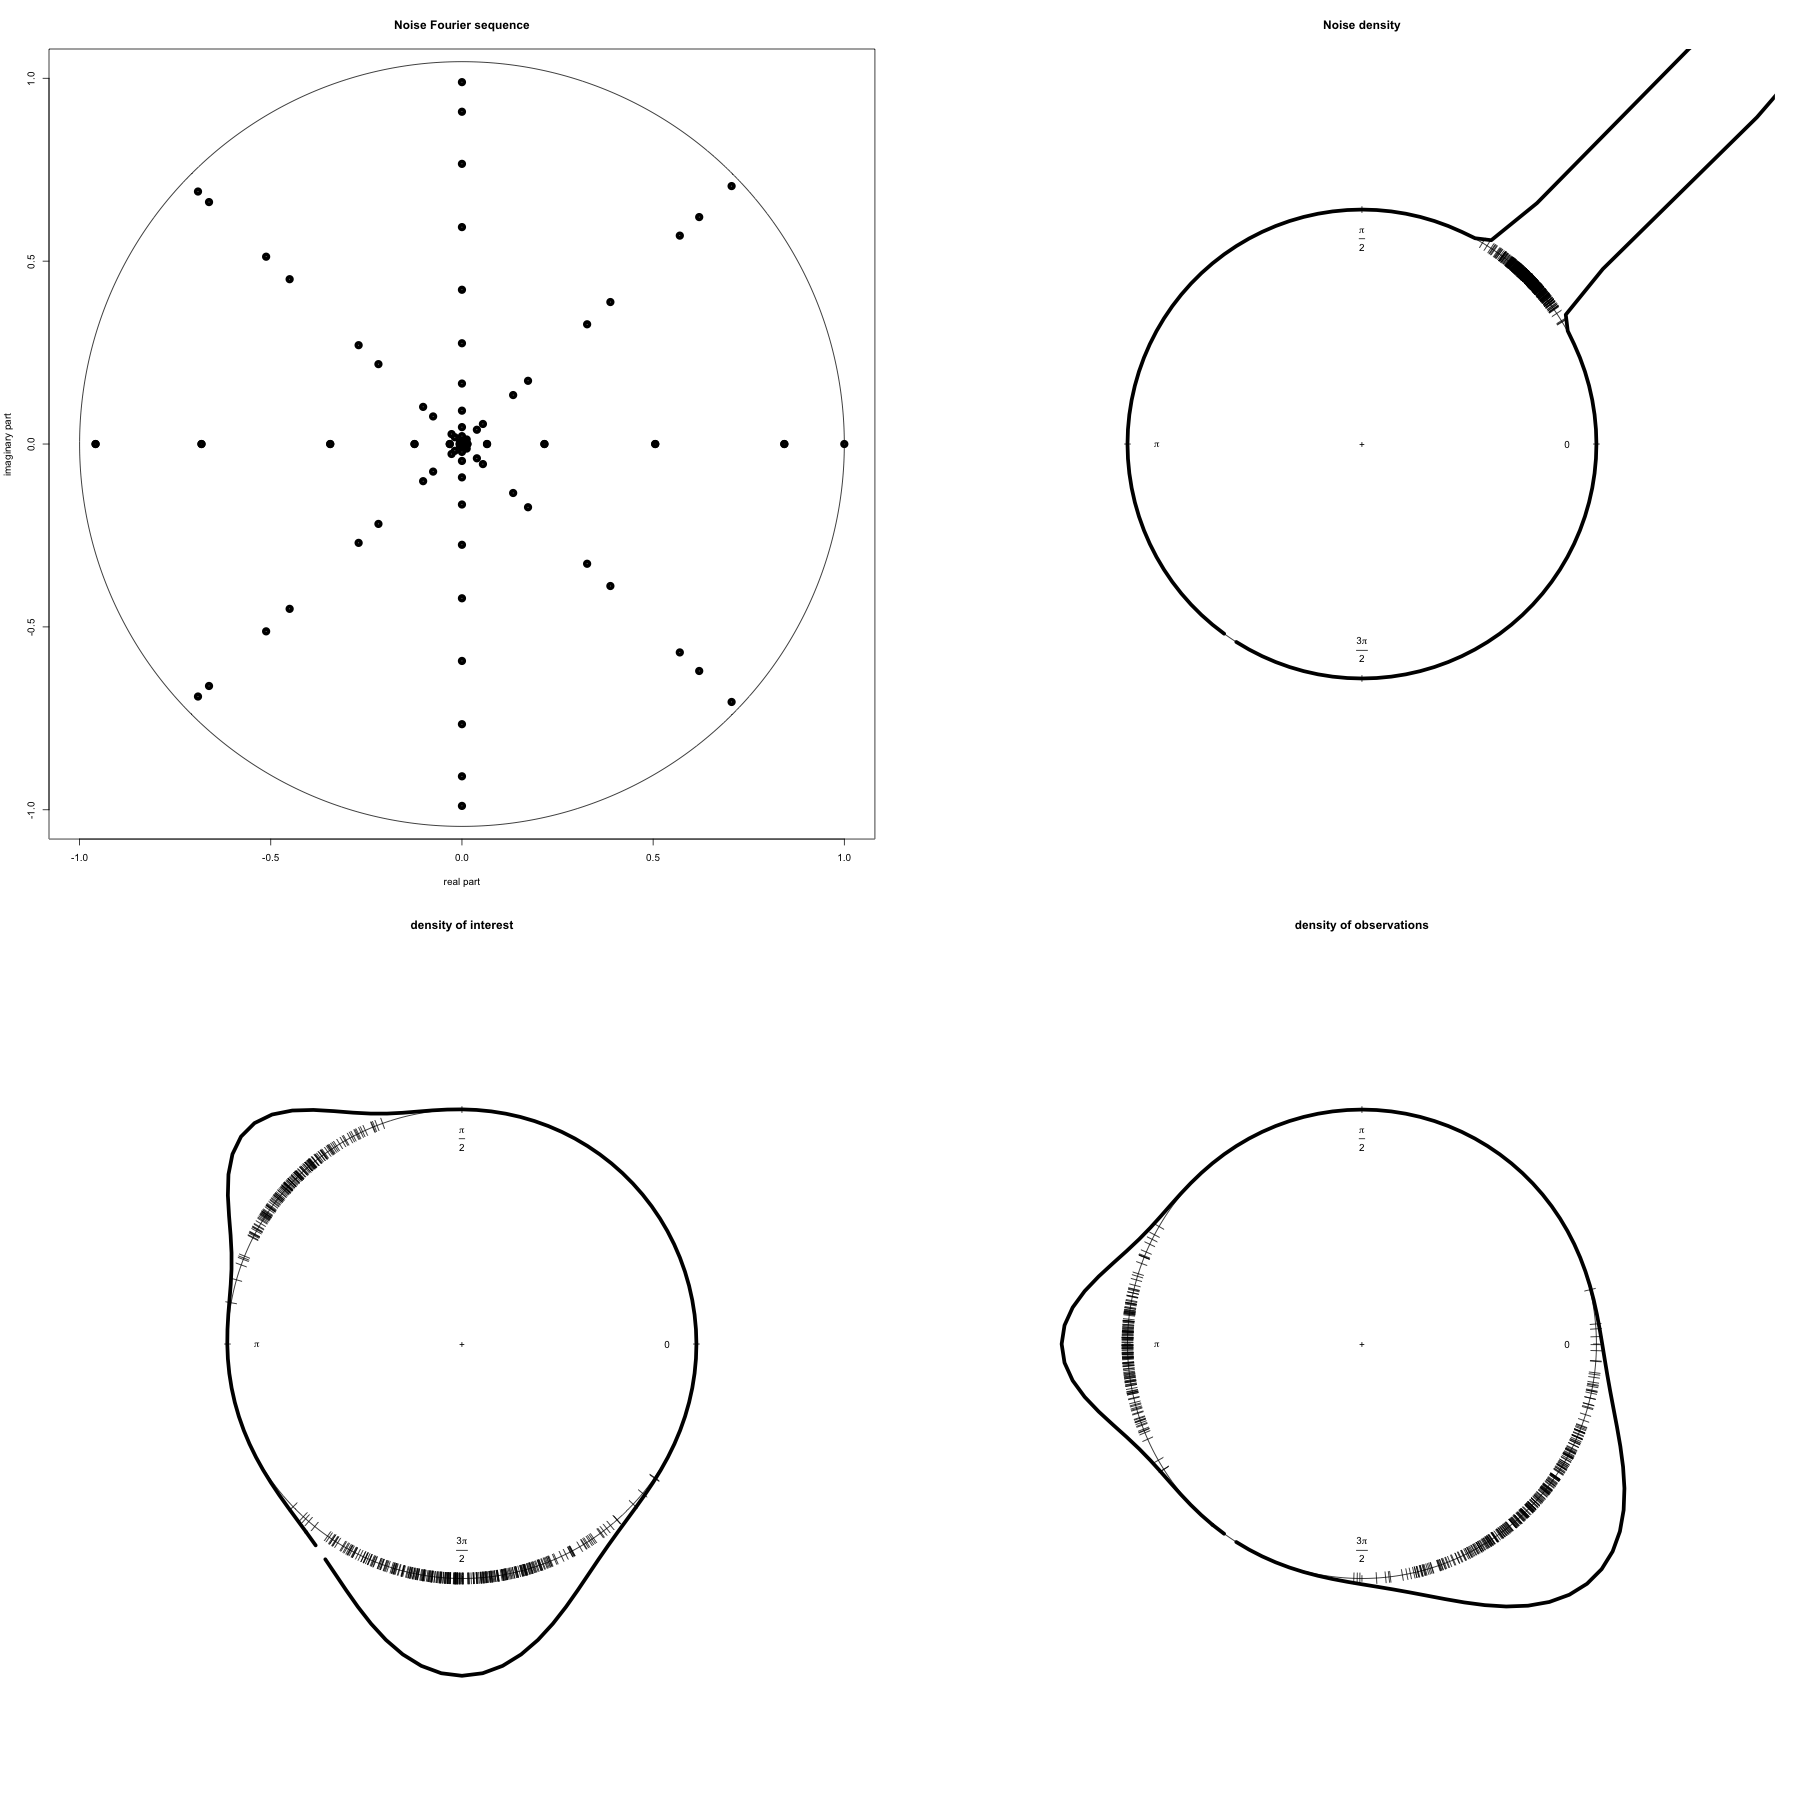 Noise Fourier sequence
1.0
0.5
0.0
-0.5
-1.0
imaginary part
-1.0 -0.5 0.0 0.5 1.0
real part
Noise density
π
2
π + 0
3π
2
density of interest
π
2
π + 0
3π
2
density of observations
π
2
π + 0
3π
2